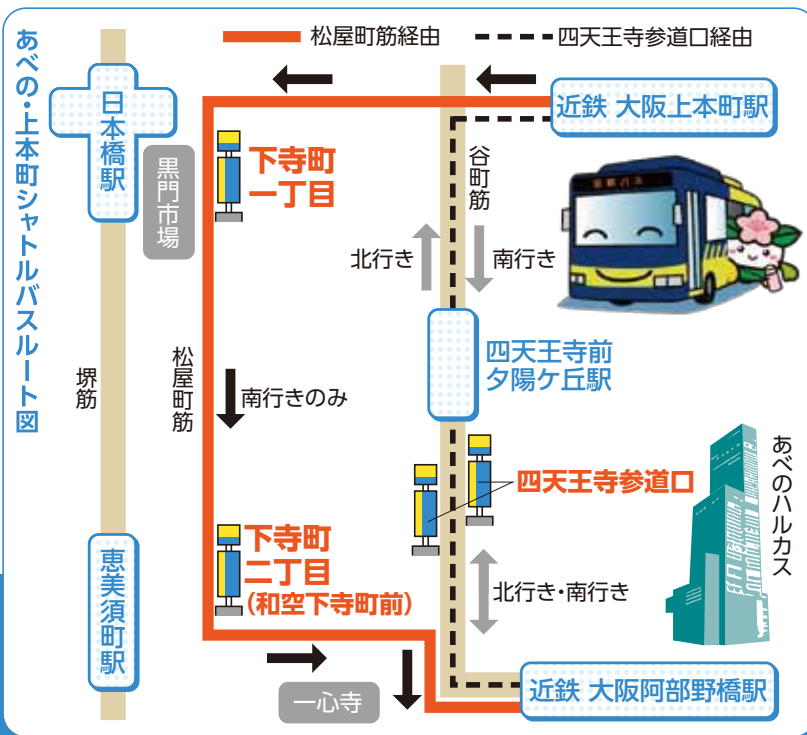 あべの・上本町シャトルバスルート図
松屋町筋経由
四天王寺参道口経由
日本橋駅
黒門市場
下寺町
一丁目
近鉄 大阪上本町駅
谷町筋
北行き
南行き
堺筋
松屋町筋
南行きのみ
四天王寺前
夕陽ケ丘駅
四天王寺参道口
あべのハルカス
恵美須町駅
下寺町
二丁目
(和空下寺町前)
北行き・南行き
一心寺
近鉄 大阪阿部野橋駅